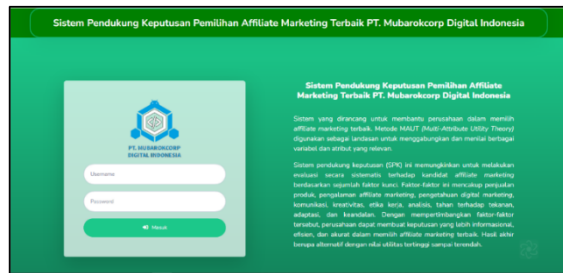 Sistem Pendukung Keputusan Pemilihan Affiliate Marketing Terbaik PT. Mubarokcorp Digital Indonesia
PT. MUBAROKCORP
DIGITAL INDONESIA
Username
Password
Masuk
Sistem Pendukung Keputusan Pemilihan Affiliate
Marketing Terbaik PT. Mubarokcorp Digital Indonesia
Sistem yang dirancang untuk membantu perusahaan dalam memilih
affiliate marketing terbaik. Metode MAUT (Multi-Attribute Utility Theory)
digunakan sebagai landasan untuk menggabungkan dan menilai berbagai
variabel dan atribut yang relevan.
Sistem pendukung keputusan (SPK) ini memungkinkan untuk melakukan
evaluasi secara sistematis terhadap kandidat affiliate marketing
berdasarkan sejumlah faktor kunci. Faktor-faktor ini mencakup penjualan
produk, pengalaman affiliate marketing, pengetahuan digital marketing,
komunikasi, kreativitas, etika kerja, analisis, tahan terhadap tekanan,
adaptasi, dan keandalan. Dengan mempertimbangkan faktor-faktor
tersebut, perusahaan dapat membuat keputusan yang lebih informasional,
efisien, dan akurat dalam memilih affiliate marketing terbaik. Hasil akhir
berupa alternatif dengan nilai utilitas tertinggi sampai terendah.